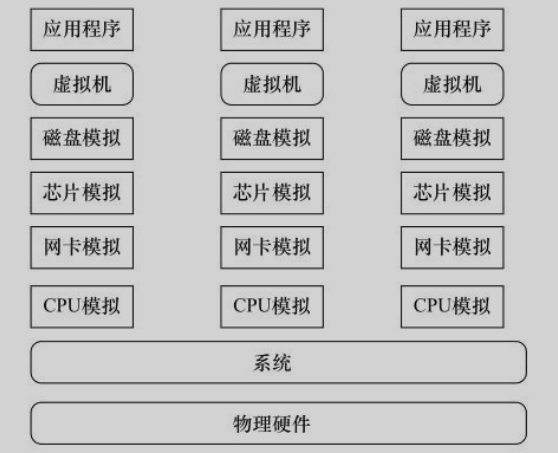 应用程序 应用程序 应用程序
虚拟机 虚拟机 虚拟机
磁盘模拟 磁盘模拟 磁盘模拟
芯片模拟 芯片模拟 芯片模拟
网卡模拟 网卡模拟 网卡模拟
CPU模拟 CPU模拟 CPU模拟
系统
物理硬件